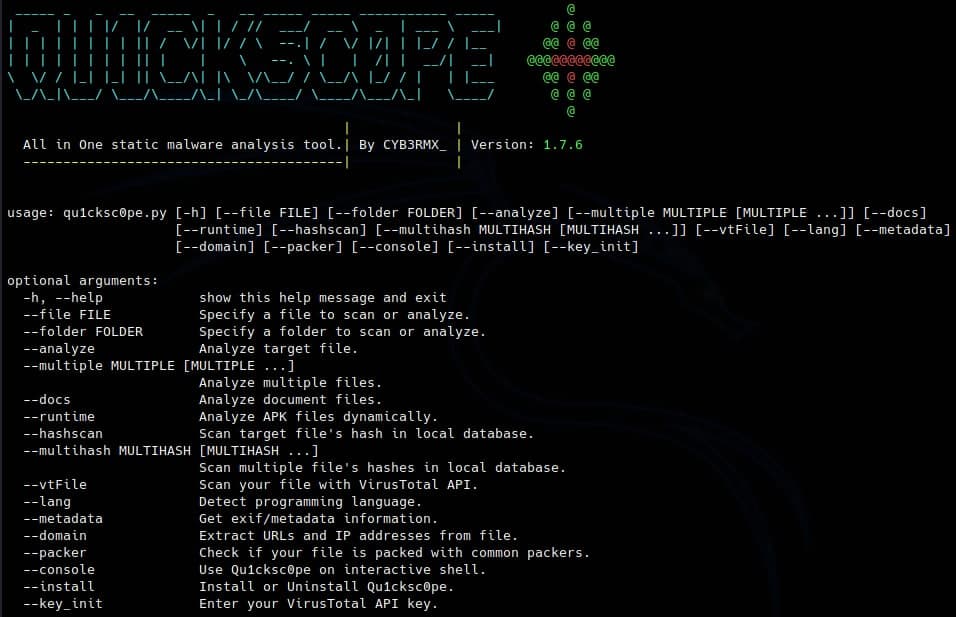 QU1CKSC0PE
All in One static malware analysis tool.| By CYB3RMX_ | Version: 1.7.6
usage: qu1cksc0pe.py [-h] [--file FILE] [--folder FOLDER] [--analyze] [--multiple MULTIPLE [MULTIPLE ...]] [--docs]
[--runtime] [--hashscan] [--multihash MULTIHASH [MULTIHASH ...]] [--vtFile] [--lang] [--metadata]
[--domain] [--packer] [--console] [--install] [--key_init]
optional arguments:
-h, --help show this help message and exit
--file FILE Specify a file to scan or analyze.
--folder FOLDER Specify a folder to scan or analyze.
--analyze Analyze target file.
--multiple MULTIPLE [MULTIPLE ...]
Analyze multiple files.
--docs Analyze document files.
--runtime Analyze APK files dynamically.
--hashscan Scan target file's hash in local database.
--multihash MULTIHASH [MULTIHASH ...]
Scan multiple file's hashes in local database.
--vtFile Scan your file with VirusTotal API.
--lang Detect programming language.
--metadata Get exif/metadata information.
--domain Extract URLs and IP addresses from file.
--packer Check if your file is packed with common packers.
--console Use Qu1cksc0pe on interactive shell.
--install Install or Uninstall Qu1cksc0pe.
--key_init Enter your VirusTotal API key.